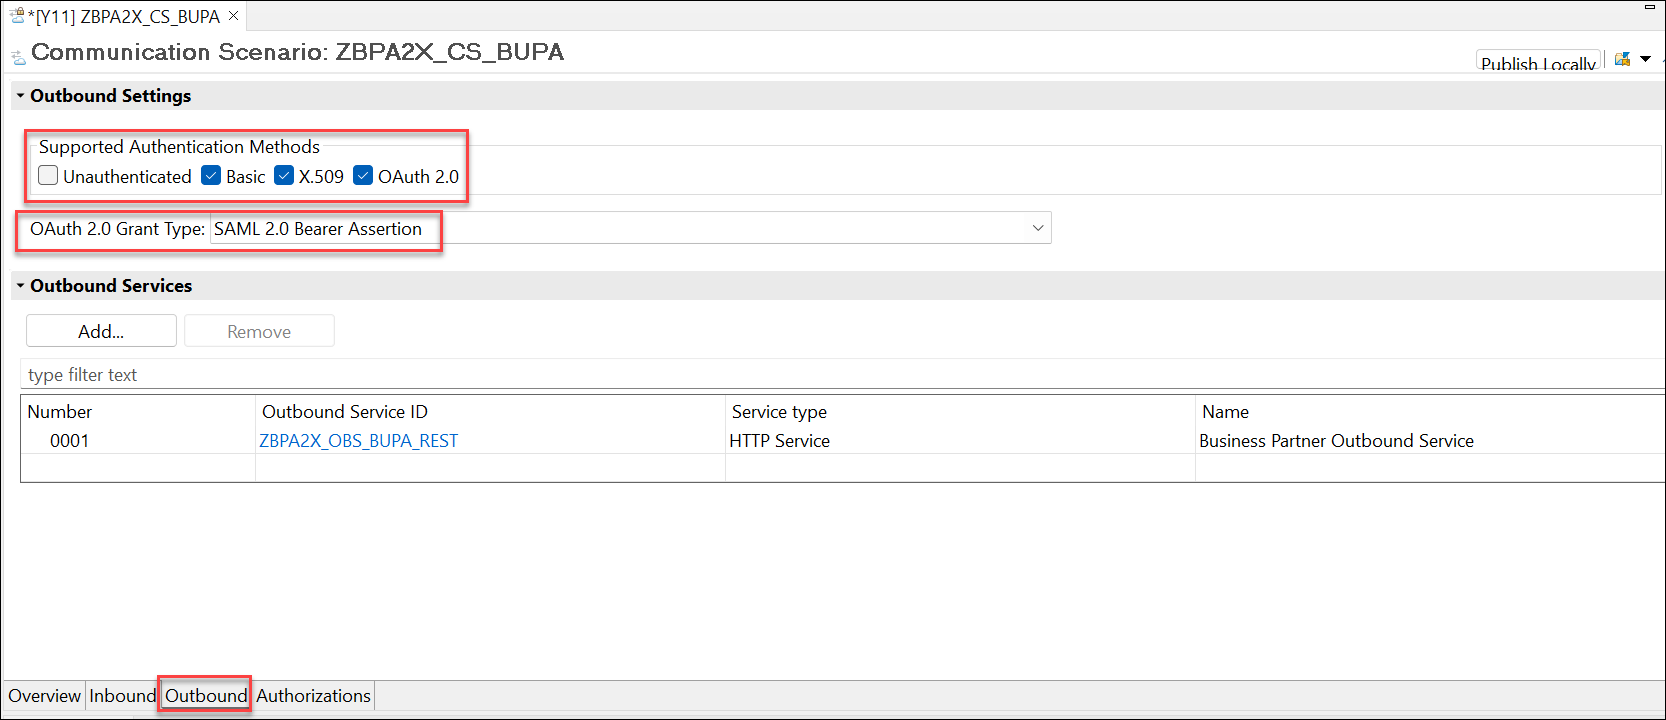 *[Y11] ZBPA2X_CS_BUPA
Communication Scenario: ZBPA2X_CS_BUPA
Publish Locally
Outbound Settings
Supported Authentication Methods
Unauthenticated Basic X.509 OAuth 2.0
OAuth 2.0 Grant Type: SAML 2.0 Bearer Assertion
Outbound Services
Add... Remove
type filter text
Number Outbound Service ID Service type Name
0001 ZBPA2X_OBS_BUPA_REST HTTP Service Business Partner Outbound Service
Overview Inbound Outbound Authorizations